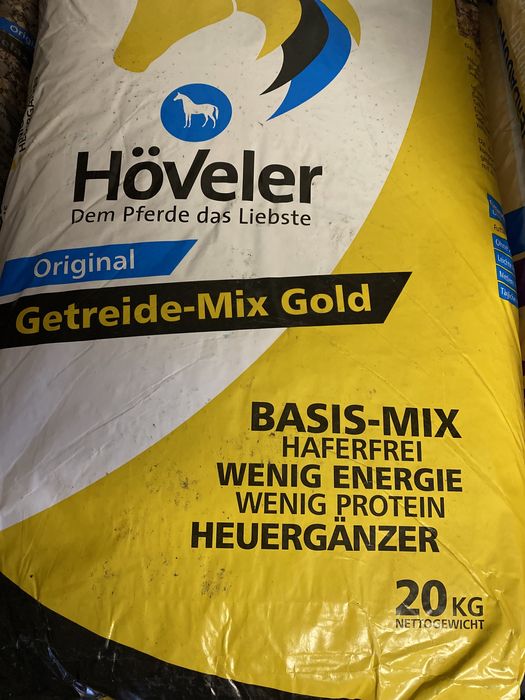 Höveler
Dem Pferde das Liebste
Original
Getreide-Mix Gold
BASIS-MIX
HAFERFREI
WENIG ENERGIE
WENIG PROTEIN
HEUERGÄNZER
20 KG
NETTOGEWICHT